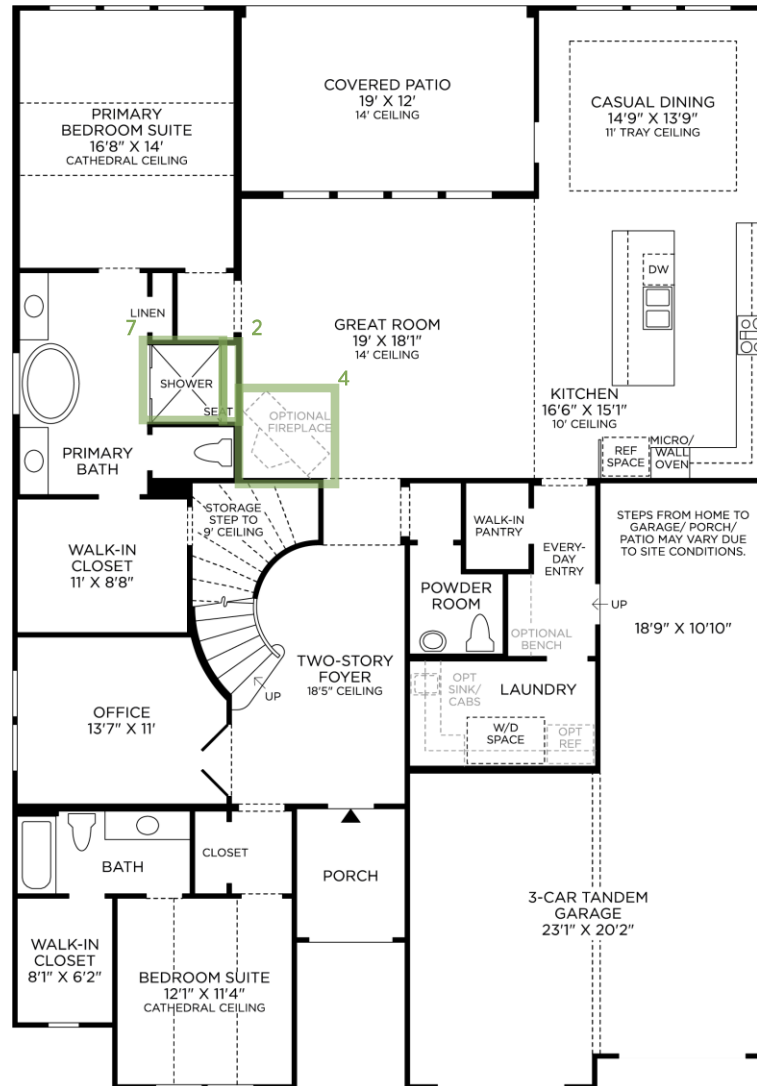 COVERED PATIO
19' X 12'
14' CEILING
CASUAL DINING
14'9" X 13'9"
11' TRAY CEILING
PRIMARY
BEDROOM SUITE
16'8" X 14'
CATHEDRAL CEILING
DW
LINEN
7
2
GREAT ROOM
19' X 18'1"
14' CEILING
SHOWER
SEAT
4
OPTIONAL
FIREPLACE
KITCHEN
16'6" X 15'1"
10' CEILING
REF
SPACE
MICRO/
WALL
OVEN
PRIMARY
BATH
STORAGE
STEP TO
9' CEILING
WALK-IN
PANTRY
EVERY-
DAY
ENTRY
STEPS FROM HOME TO
GARAGE/ PORCH/
PATIO MAY VARY DUE
TO SITE CONDITIONS.
WALK-IN
CLOSET
11' X 8'8"
POWDER
ROOM
UP
18'9" X 10'10"
OPTIONAL
BENCH
TWO-STORY
FOYER
18'5" CEILING
UP
OPT
SINK/
CABS
LAUNDRY
W/D
SPACE
OPT
REF
OFFICE
13'7" X 11'
BATH
CLOSET
PORCH
3-CAR TANDEM
GARAGE
23'1" X 20'2"
WALK-IN
CLOSET
8'1" X 6'2"
BEDROOM SUITE
12'1" X 11'4"
CATHEDRAL CEILING